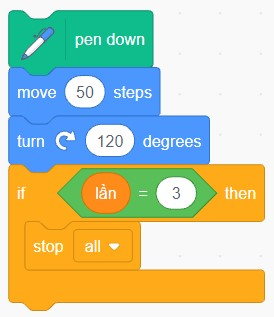 pen down
move 50 steps
turn 120 degrees
if lần = 3 then
stop all